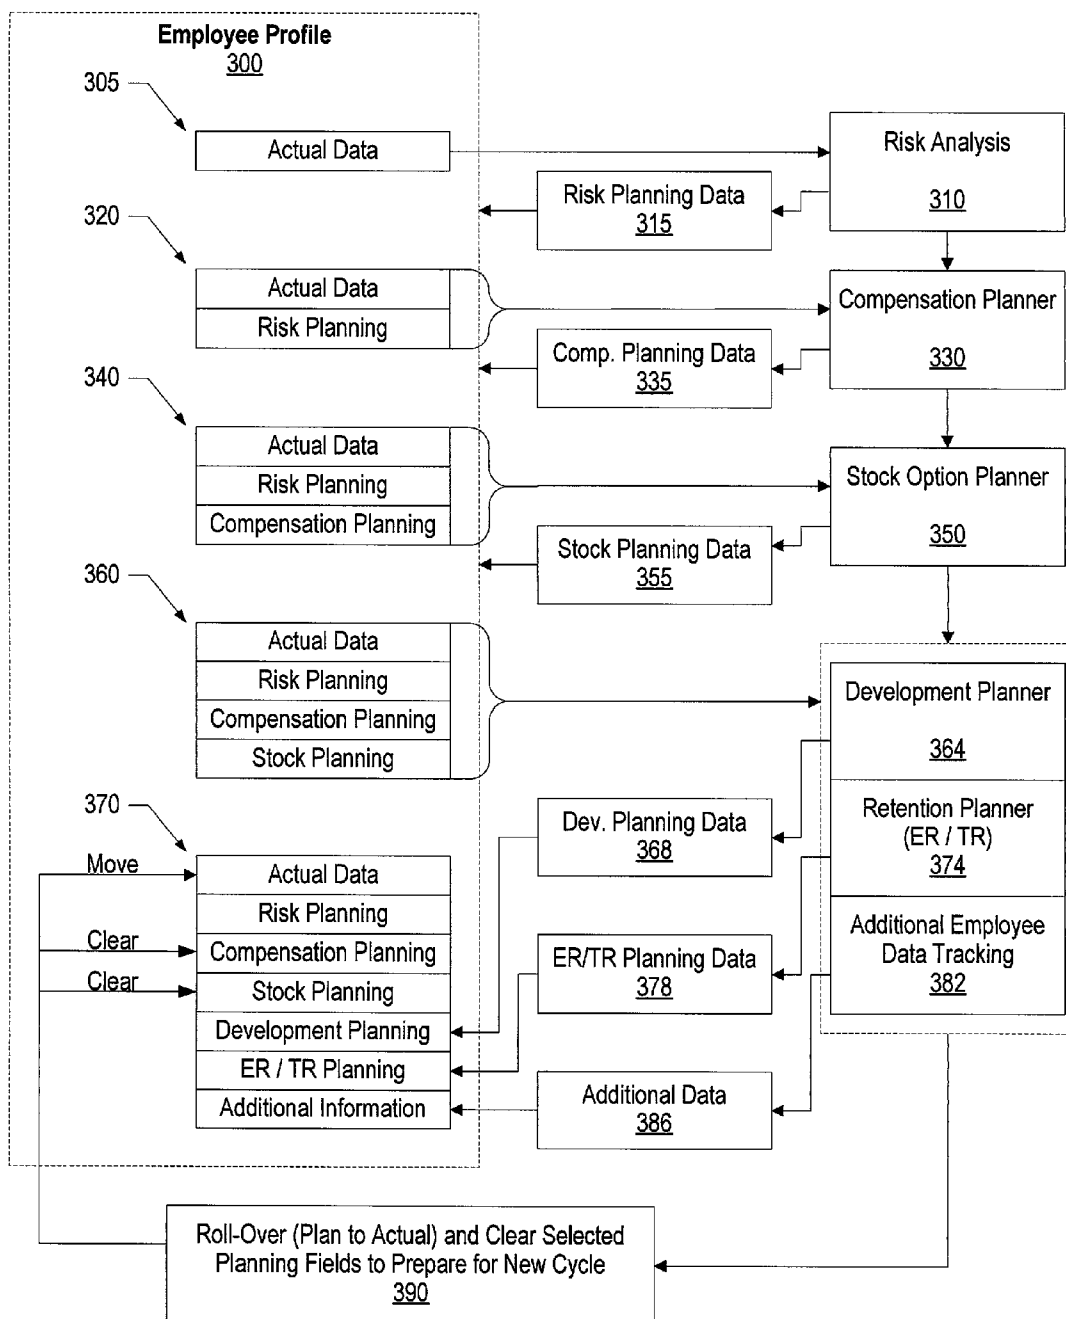 Employee Profile
300
305
Actual Data
Risk Analysis
310
Risk Planning Data
315
320
Actual Data
Risk Planning
Compensation Planner
330
Comp. Planning Data
335
340
Actual Data
Risk Planning
Compensation Planning
Stock Option Planner
350
Stock Planning Data
355
360
Actual Data
Risk Planning
Compensation Planning
Stock Planning
Development Planner
364
Retention Planner
(ER / TR)
374
Additional Employee
Data Tracking
382
Dev. Planning Data
368
ER/TR Planning Data
378
Additional Data
386
370
Move
Clear
Clear
Actual Data
Risk Planning
Compensation Planning
Stock Planning
Development Planning
ER / TR Planning
Additional Information
Roll-Over (Plan to Actual) and Clear Selected
Planning Fields to Prepare for New Cycle
390